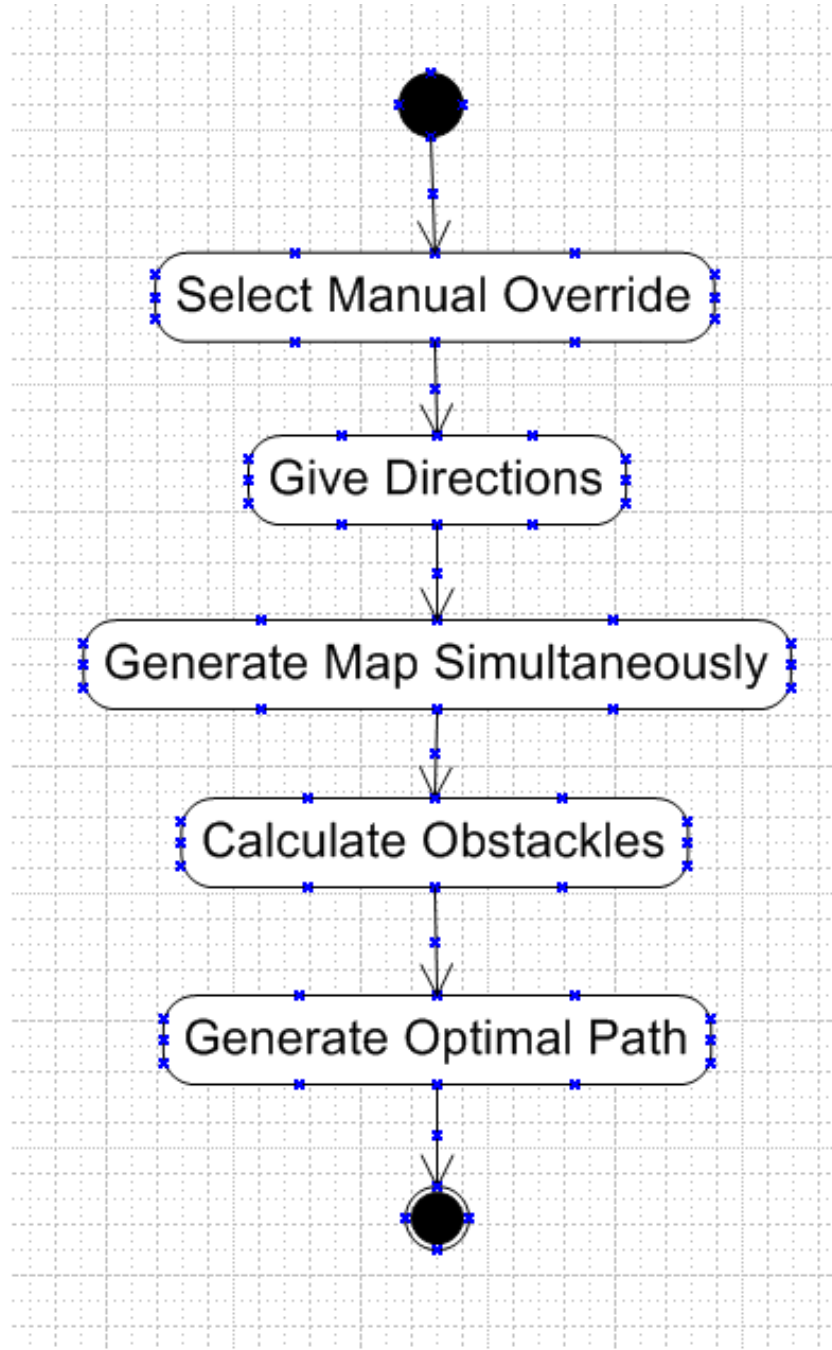 Select Manual Override
Give Directions
Generate Map Simultaneously
Calculate Obstackles
Generate Optimal Path